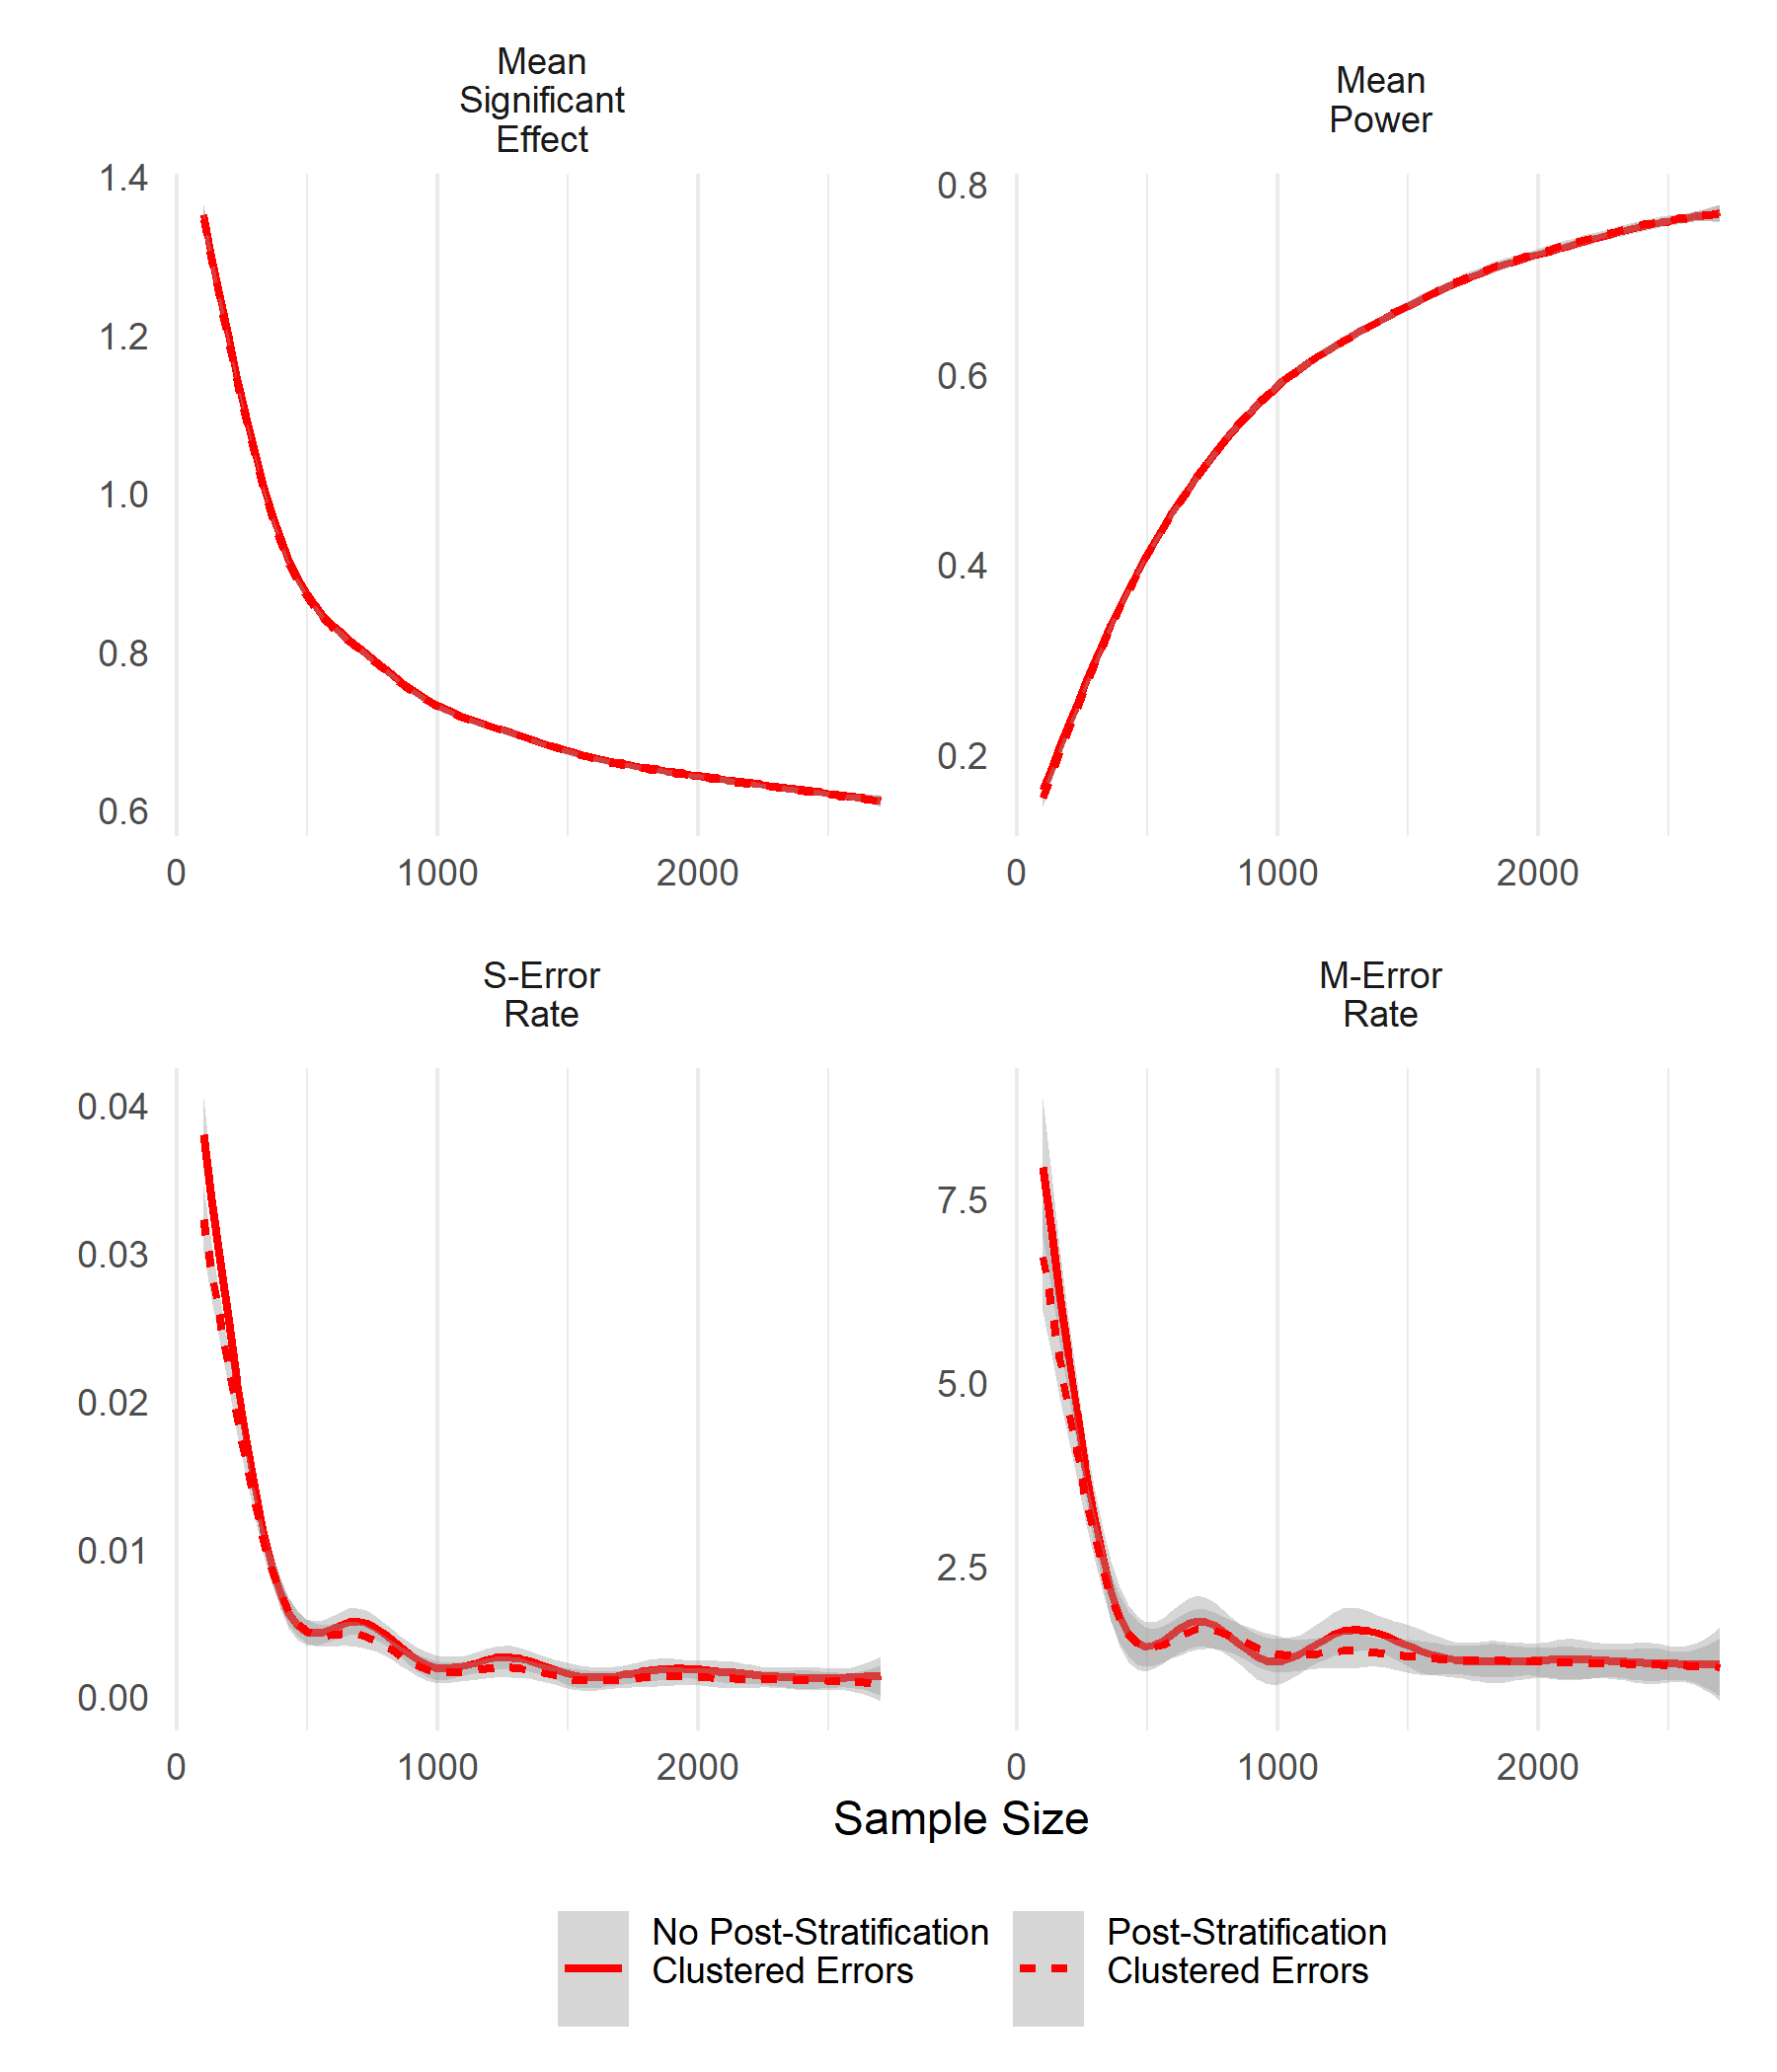 Mean
Significant
Effect
Mean
Power
1.4
1.2
1.0
0.8
0.6
0.8
0.6
0.4
0.2
0
1000
2000
0
1000
2000
S-Error
Rate
M-Error
Rate
0.04
0.03
0.02
0.01
0.00
7.5
5.0
2.5
0
1000
2000
0
1000
2000
Sample Size
No Post-Stratification
Clustered Errors
Post-Stratification
Clustered Errors